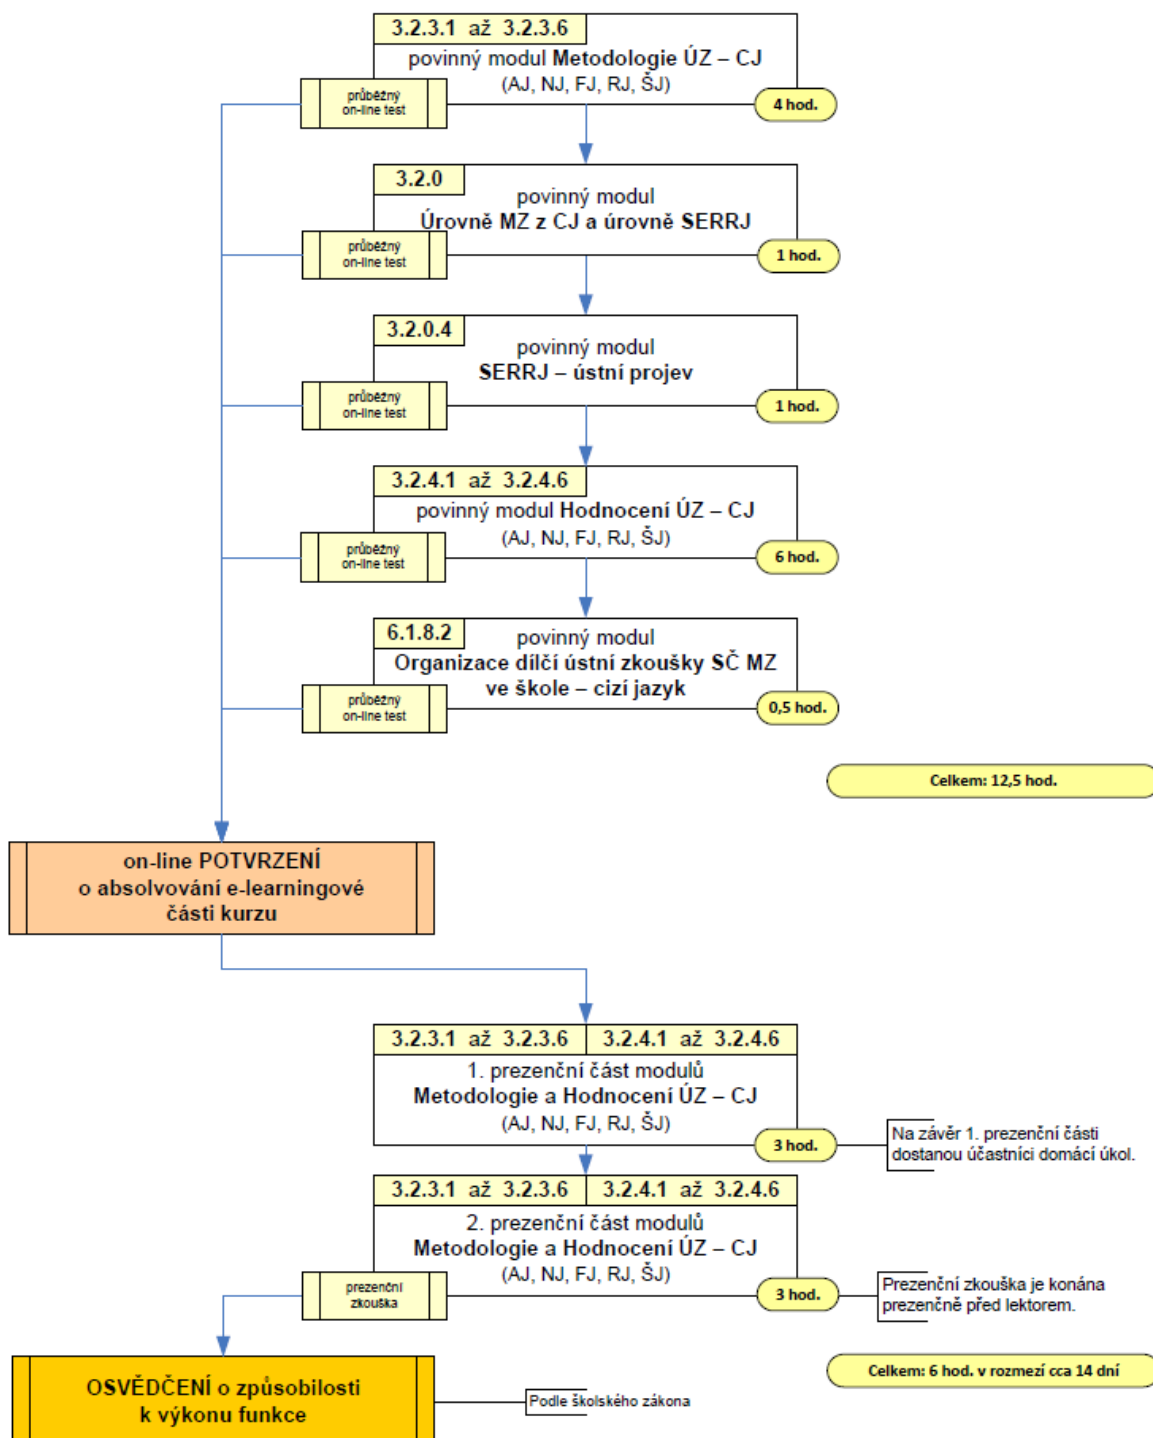 3.2.3.1 až 3.2.3.6
povinný modul Metodologie ÚZ – CJ
(AJ, NJ, FJ, RJ, ŠJ)
průběžný
on-line test
4 hod.
3.2.0
povinný modul
Úrovně MZ z CJ a úrovně SERRJ
průběžný
on-line test
1 hod.
3.2.0.4
povinný modul
SERRJ – ústní projev
průběžný
on-line test
1 hod.
3.2.4.1 až 3.2.4.6
povinný modul Hodnocení ÚZ – CJ
(AJ, NJ, FJ, RJ, ŠJ)
průběžný
on-line test
6 hod.
6.1.8.2
povinný modul
Organizace dílčí ústní zkoušky SČ MZ
ve škole – cizí jazyk
průběžný
on-line test
0,5 hod.
Celkem: 12,5 hod.
on-line POTVRZENÍ
o absolvování e-learningové
části kurzu
3.2.3.1 až 3.2.3.6 3.2.4.1 až 3.2.4.6
1. prezenční část modulů
Metodologie a Hodnocení ÚZ – CJ
(AJ, NJ, FJ, RJ, ŠJ)
3 hod.
Na závěr 1. prezenční části
dostanou účastníci domácí úkol.
3.2.3.1 až 3.2.3.6 3.2.4.1 až 3.2.4.6
2. prezenční část modulů
Metodologie a Hodnocení ÚZ – CJ
(AJ, NJ, FJ, RJ, ŠJ)
prezenční
zkouška
3 hod.
Prezenční zkouška je konána
prezenčně před lektorem.
Celkem: 6 hod. v rozmezí cca 14 dní
OSVĚDČENÍ o způsobilosti
k výkonu funkce
Podle školského zákona